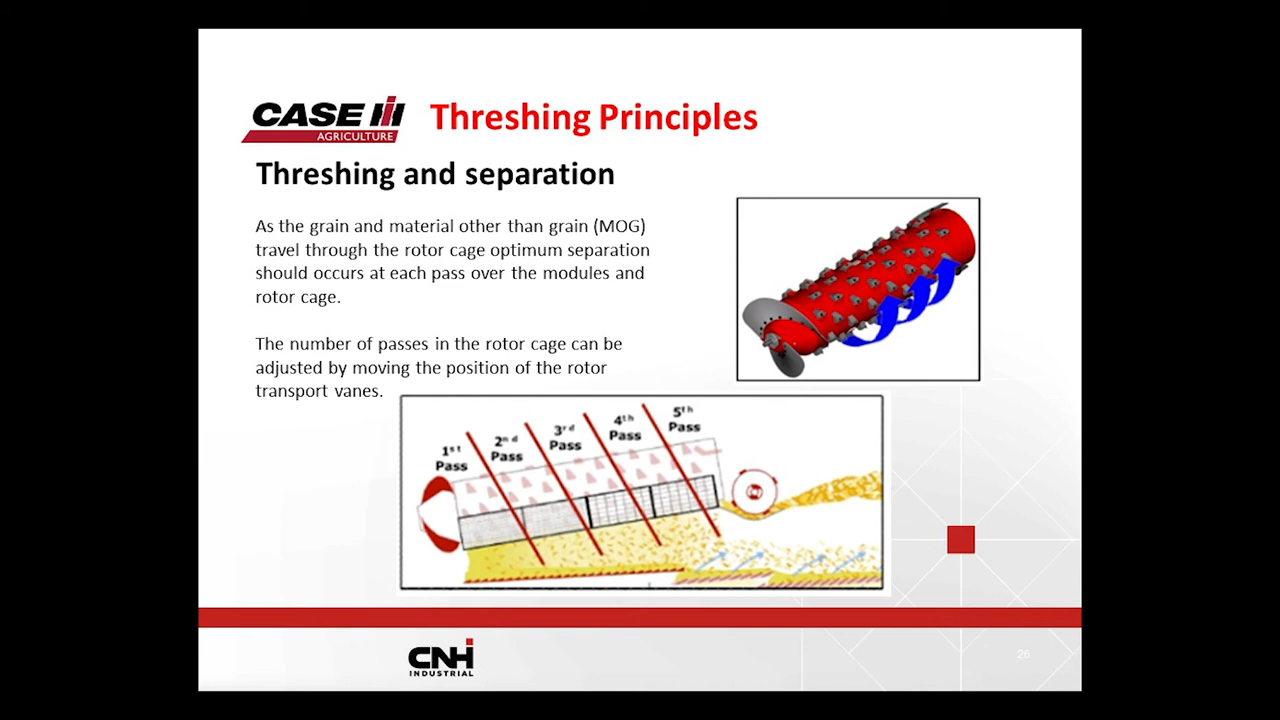 CASE IH
AGRICULTURE
Threshing Principles
Threshing and separation
As the grain and material other than grain (MOG)
travel through the rotor cage optimum separation
should occurs at each pass over the modules and
rotor cage.
The number of passes in the rotor cage can be
adjusted by moving the position of the rotor
transport vanes.
1st
Pass
2nd
Pass
3rd
Pass
4th
Pass
5th
Pass
CNH
INDUSTRIAL
26